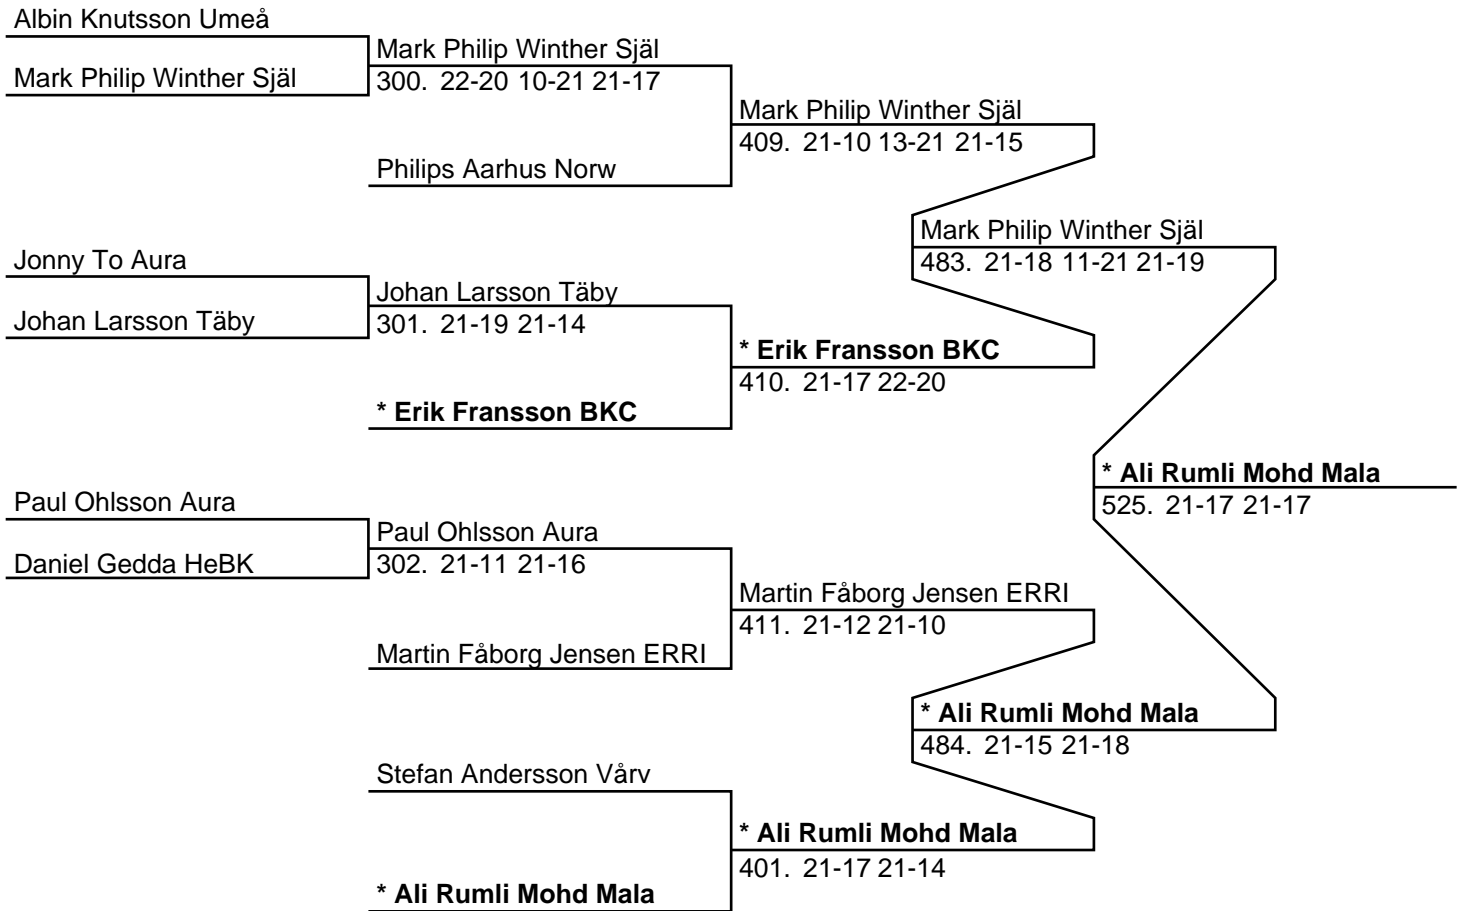 Albin Knutsson Umeå
Mark Philip Winther Själ
Mark Philip Winther Själ
300. 22-20 10-21 21-17
Mark Philip Winther Själ
409. 21-10 13-21 21-15
Philips Aarhus Norw
Mark Philip Winther Själ
483. 21-18 11-21 21-19
Jonny To Aura
Johan Larsson Täby
Johan Larsson Täby
301. 21-19 21-14
* Erik Fransson BKC
410. 21-17 22-20
* Erik Fransson BKC
* Ali Rumli Mohd Mala
525. 21-17 21-17
Paul Ohlsson Aura
Paul Ohlsson Aura
Daniel Gedda HeBK
302. 21-11 21-16
Martin Fåborg Jensen ERRI
411. 21-12 21-10
Martin Fåborg Jensen ERRI
* Ali Rumli Mohd Mala
484. 21-15 21-18
Stefan Andersson Vårv
* Ali Rumli Mohd Mala
401. 21-17 21-14
* Ali Rumli Mohd Mala